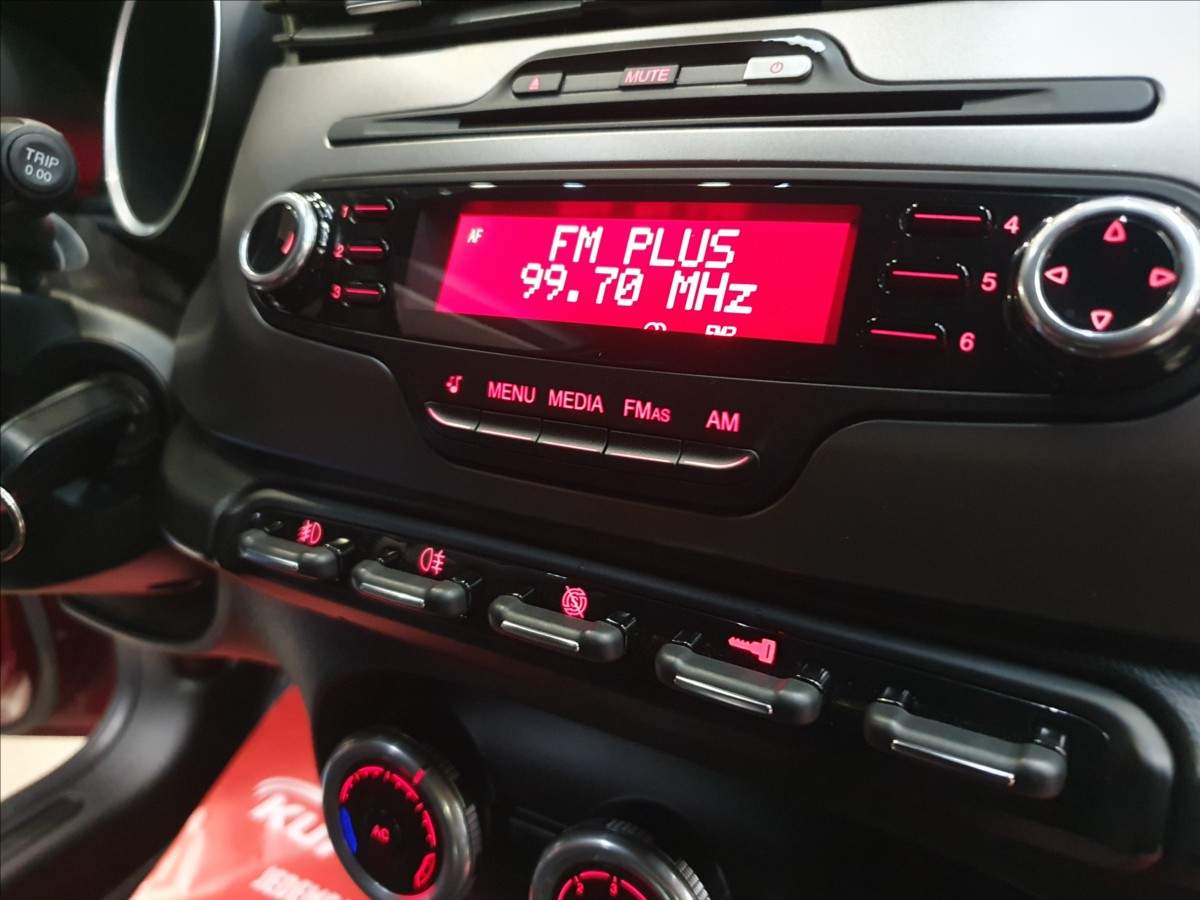 TRIP
0.00
MUTE
1
2
3
AF
FM PLUS
99.70 MHz
4
5
6
MENU
MEDIA
FMAS
AM
AC